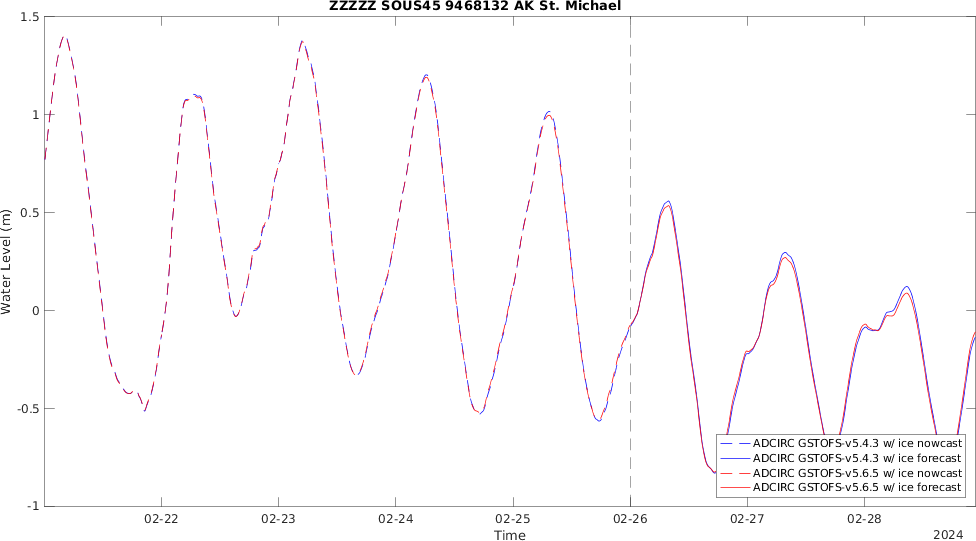 ZZZZZ SOUS45 9468132 AK St. Michael
1.5
1
0.5
0
-0.5
-1
Water Level (m)
02-22
02-23
02-24
02-25
02-26
02-27
02-28
Time
2024
ADCIRC GSTOFS-v5.4.3 w/ ice nowcast
ADCIRC GSTOFS-v5.4.3 w/ ice forecast
ADCIRC GSTOFS-v5.6.5 w/ ice nowcast
ADCIRC GSTOFS-v5.6.5 w/ ice forecast